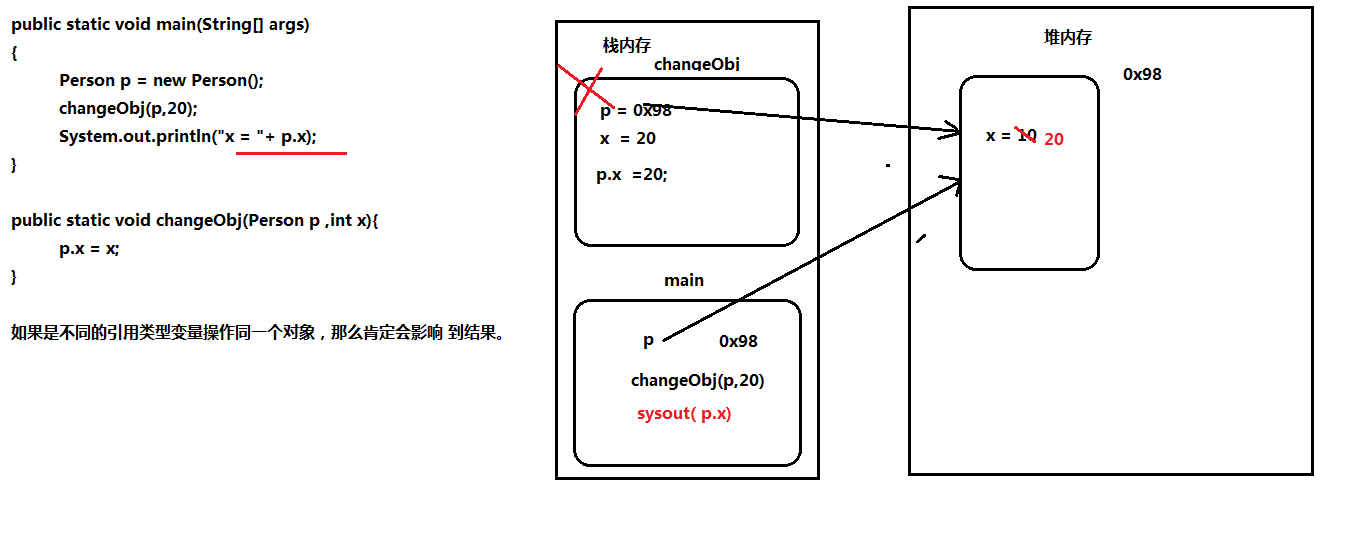 public static void main(String[] args)
{
Person p = new Person();
changeObj(p,20);
System.out.println("x = "+ p.x);
}
public static void changeObj(Person p ,int x){
p.x = x;
}
如果是不同的引用类型变量操作同一个对象，那么肯定会影响 到结果。
栈内存
changeObj
p = 0x98
x = 20
p.x =20;
main
p 0x98
changeObj(p,20)
sysout( p.x)
堆内存
0x98
x = 10 20